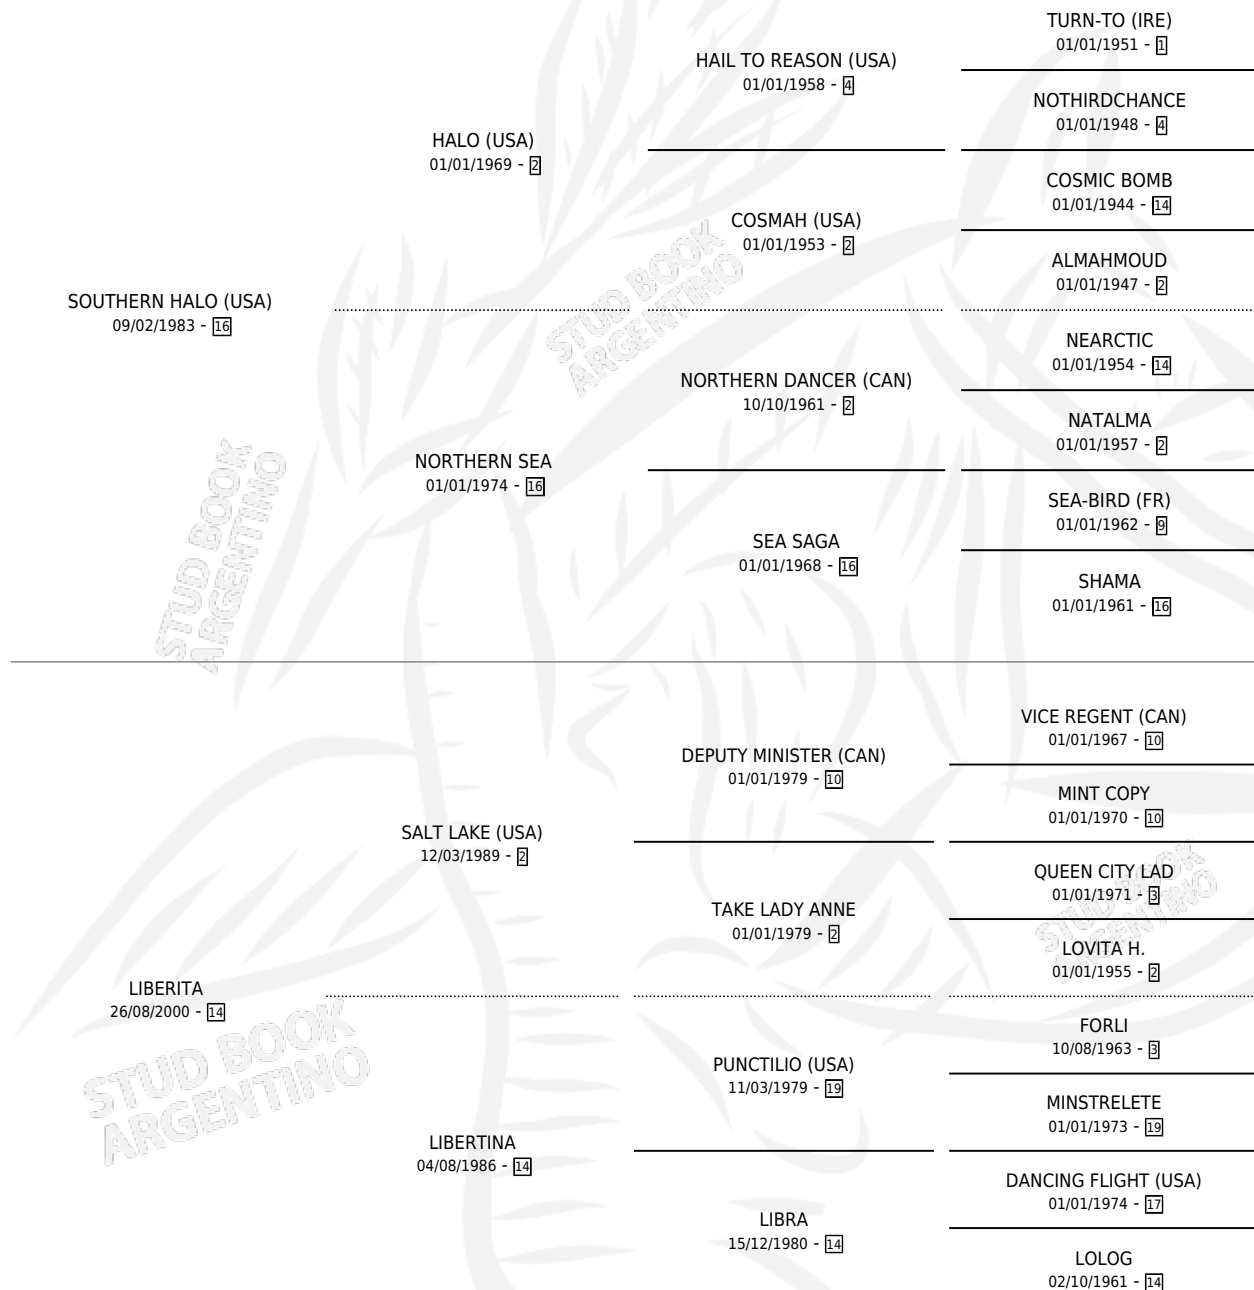 TURN-TO (IRE)
01/01/1951 - 1
HAIL TO REASON (USA)
01/01/1958 - 4
NOTHIRDCHANCE
01/01/1948 - 4
HALO (USA)
01/01/1969 - 2
COSMIC BOMB
01/01/1944 - 14
COSMAH (USA)
01/01/1953 - 2
ALMAHMOUD
01/01/1947 - 2
SOUTHERN HALO (USA)
09/02/1983 - 16
NEARCTIC
01/01/1954 - 14
NORTHERN DANCER (CAN)
10/10/1961 - 2
NATALMA
01/01/1957 - 2
NORTHERN SEA
01/01/1974 - 16
SEA-BIRD (FR)
01/01/1962 - 9
SEA SAGA
01/01/1968 - 16
SHAMA
01/01/1961 - 16
VICE REGENT (CAN)
01/01/1967 - 10
DEPUTY MINISTER (CAN)
01/01/1979 - 10
MINT COPY
01/01/1970 - 10
SALT LAKE (USA)
12/03/1989 - 2
QUEEN CITY LAD
01/01/1971 - 3
TAKE LADY ANNE
01/01/1979 - 2
LOVITA H.
01/01/1955 - 2
LIBERITA
26/08/2000 - 14
FORLI
10/08/1963 - 3
PUNCTILIO (USA)
11/03/1979 - 19
MINSTRELETE
01/01/1973 - 19
LIBERTINA
04/08/1986 - 14
DANCING FLIGHT (USA)
01/01/1974 - 17
LIBRA
15/12/1980 - 14
LOLOG
02/10/1961 - 14
STUD BOOK
ARGENTINO
STUD BOOK
ARGENTINO
STUD BOOK
ARGENTINO
STUD BOOK
ARGENTINO